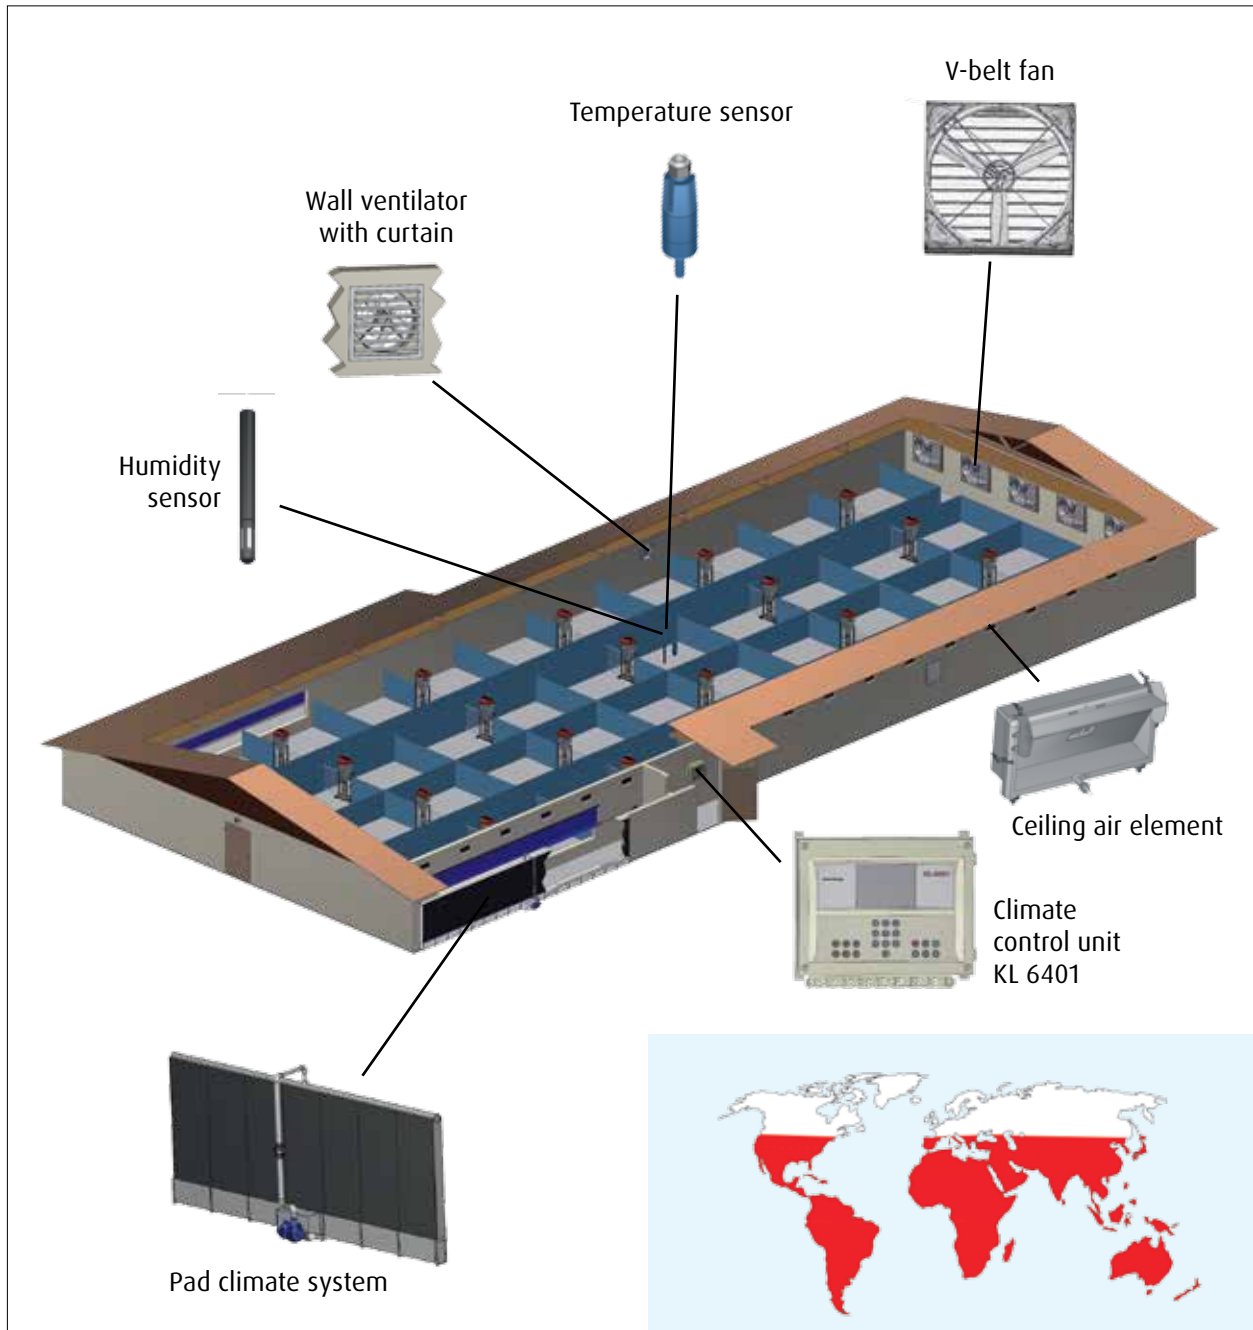 V-belt fan
Temperature sensor
Wall ventilator
with curtain
Humidity
sensor
Ceiling air element
Climate
control unit
KL 6401
Pad climate system